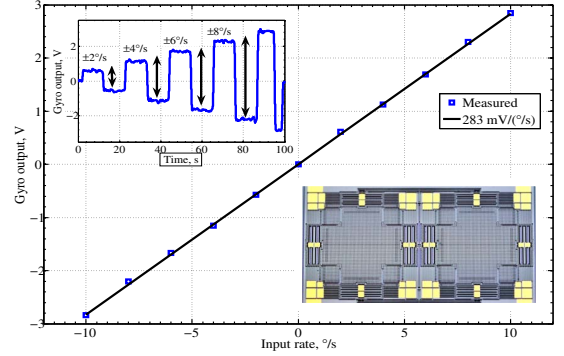 3
2
1
0
−1
−2
−3
Gyro output, V
−10
−5
0
5
10
Input rate, °/s
Measured
283 mV/(°/s)
2
0
−2
Gyro output, V
0
20
40
60
80
100
Time, s
±2°/s
±4°/s
±6°/s
±8°/s